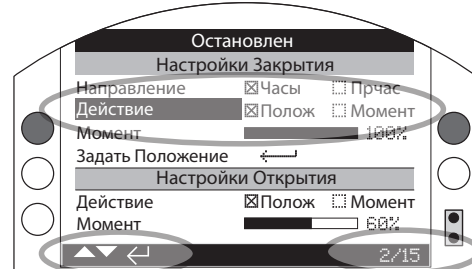 Остановлен
Настройки Закрытия
Направление ☒Часы ☐Прчас
Действие ☒Полож ☐Момент
Момент 100%
Задать Положение
Настройки Открытия
Действие ☒Полож ☐Момент
Момент 60%
2/15